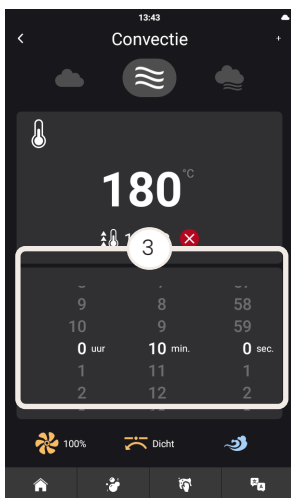 13:43
Convectie
+
180°C
3
9 8 58
10 9 59
0 uur 10 min. 0 sec.
1 11 1
2 12 2
100% Dicht